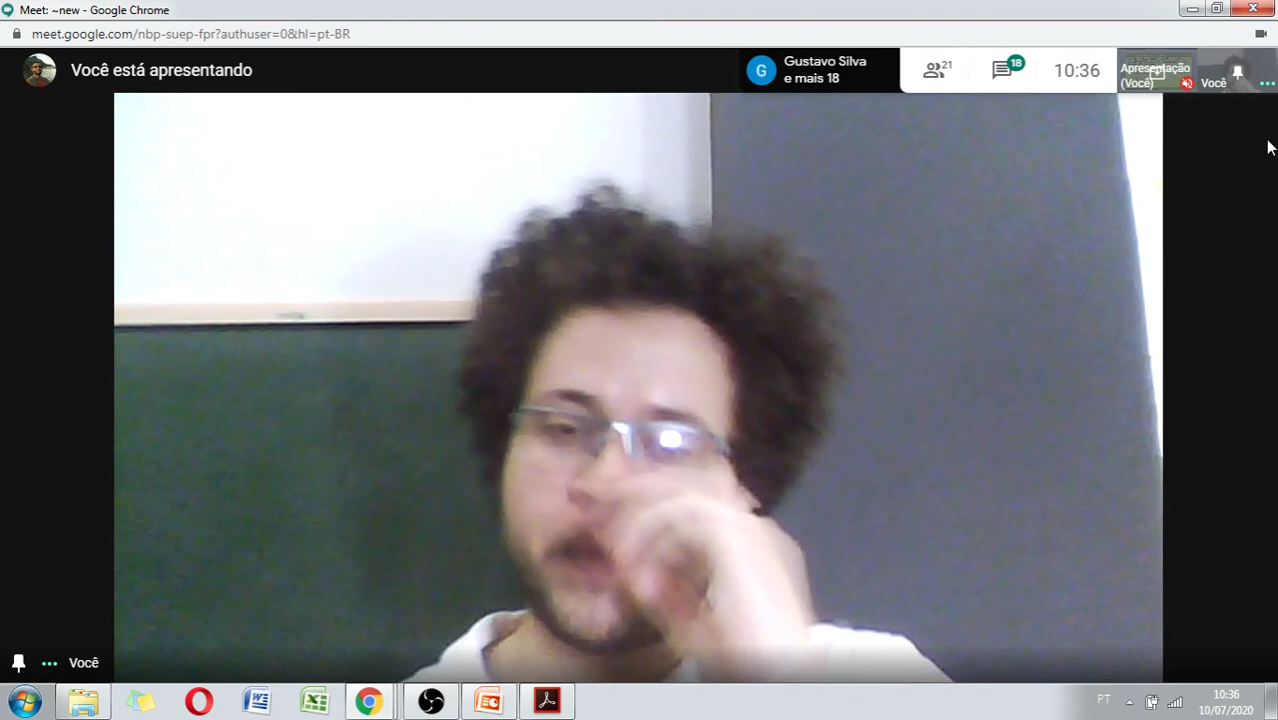 Meet: ~new - Google Chrome
meet.google.com/nbp-suep-fpr?authuser=0&hl=pt-BR
Você está apresentando
G
Gustavo Silva
e mais 18
21
18
10:36
Apresentação
(Você)
Você
Você
PT
10:36
10/07/2020